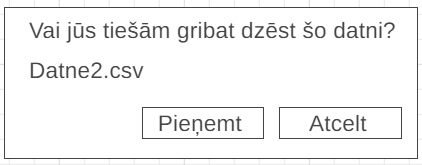 Vai jūs tiešām gribat dzēst šo datni?
Datne2.csv
Pieņemt Atcelt